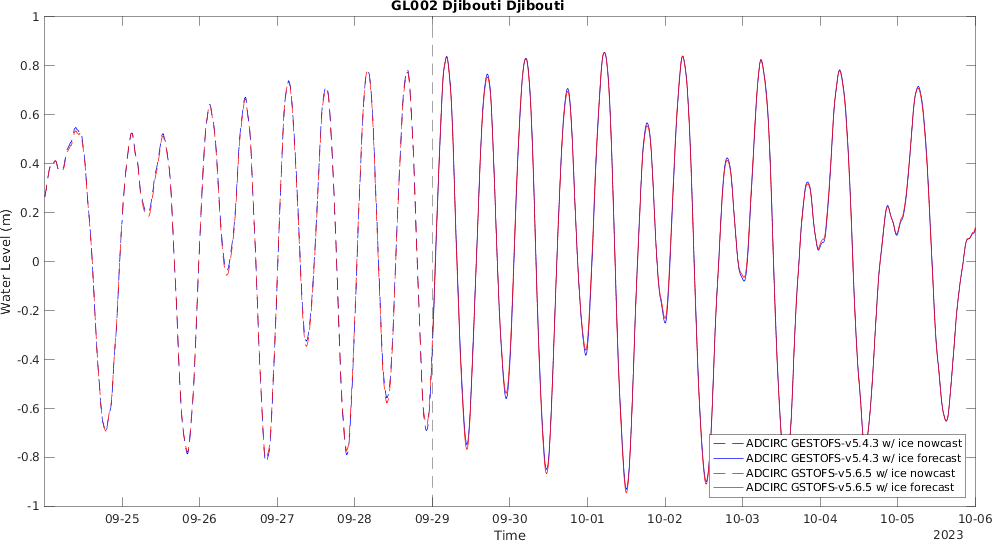 GL002 Djibouti Djibouti
1
0.8
0.6
0.4
0.2
0
-0.2
-0.4
-0.6
-0.8
-1
Water Level (m)
ADCIRC GESTOFS-v5.4.3 w/ ice nowcast
ADCIRC GESTOFS-v5.4.3 w/ ice forecast
ADCIRC GSTOFS-v5.6.5 w/ ice nowcast
ADCIRC GSTOFS-v5.6.5 w/ ice forecast
09-25 09-26 09-27 09-28 09-29 09-30 10-01 10-02 10-03 10-04 10-05 10-06
Time
2023